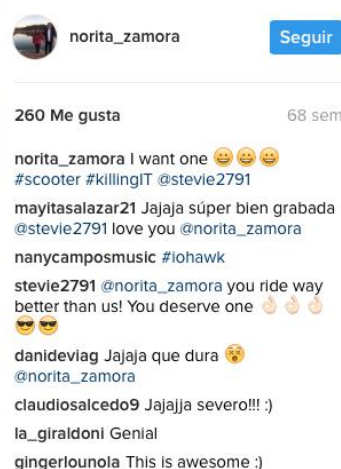 norita_zamora
Seguir
260 Me gusta
68 sem
norita_zamora I want one 😀😀😀
#scooter #killingIT @stevie2791
mayitasalazar21 Jajaja súper bien grabada
@stevie2791 love you @norita_zamora
nanycamposmusic #iohawk
stevie2791 @norita_zamora you ride way
better than us! You deserve one 👌🏻👌🏻👌🏻
😎😎
danideviag Jajaja que dura 😵
@norita_zamora
claudiosalcedo9 Jajajja severo!!! :)
la_giraldoni Genial
gingerlounola This is awesome :)